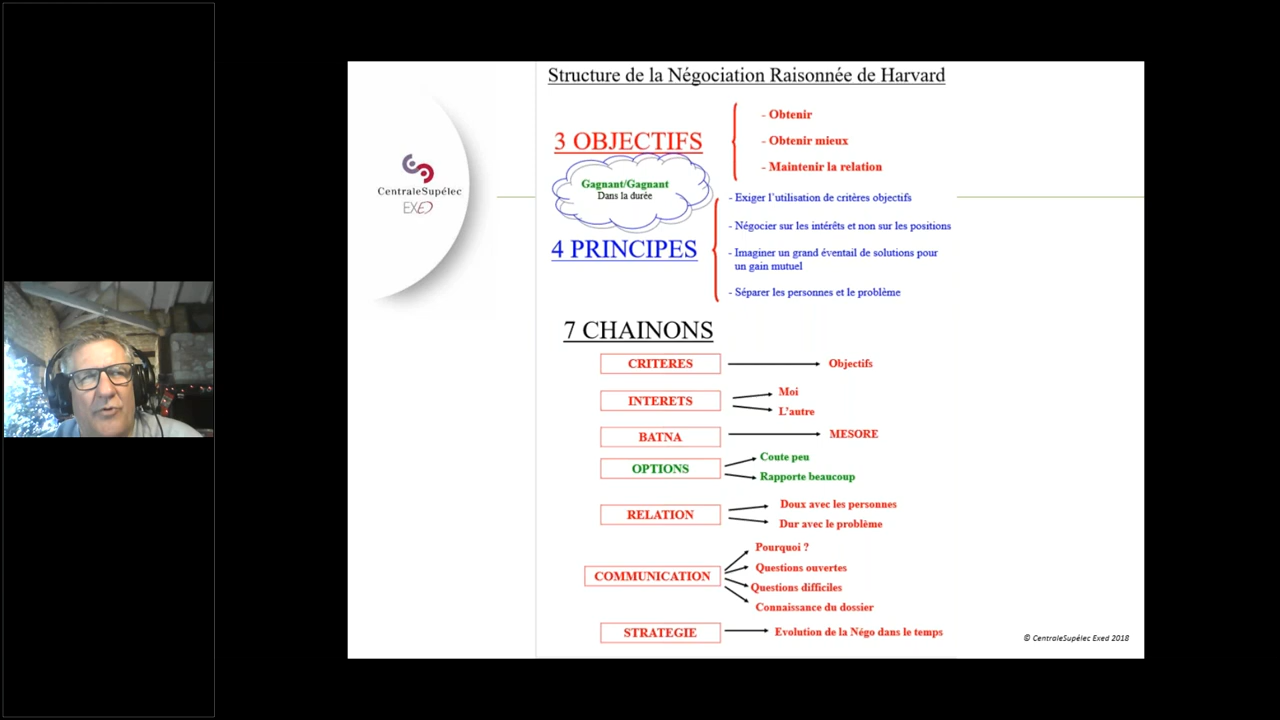 Structure de la Négociation Raisonnée de Harvard
CentraleSupélec
EXED
3 OBJECTIFS
- Obtenir
- Obtenir mieux
- Maintenir la relation
Gagnant/Gagnant
Dans la durée
4 PRINCIPES
- Exiger l'utilisation de critères objectifs
- Négocier sur les intérêts et non sur les positions
- Imaginer un grand éventail de solutions pour
un gain mutuel
- Séparer les personnes et le problème
7 CHAINONS
CRITERES
Objectifs
INTERETS
Moi
L'autre
BATNA
MESORE
OPTIONS
Coute peu
Rapporte beaucoup
RELATION
Doux avec les personnes
Dur avec le problème
COMMUNICATION
Pourquoi ?
Questions ouvertes
Questions difficiles
Connaissance du dossier
STRATEGIE
Evolution de la Négo dans le temps
© CentraleSupélec Exed 2018